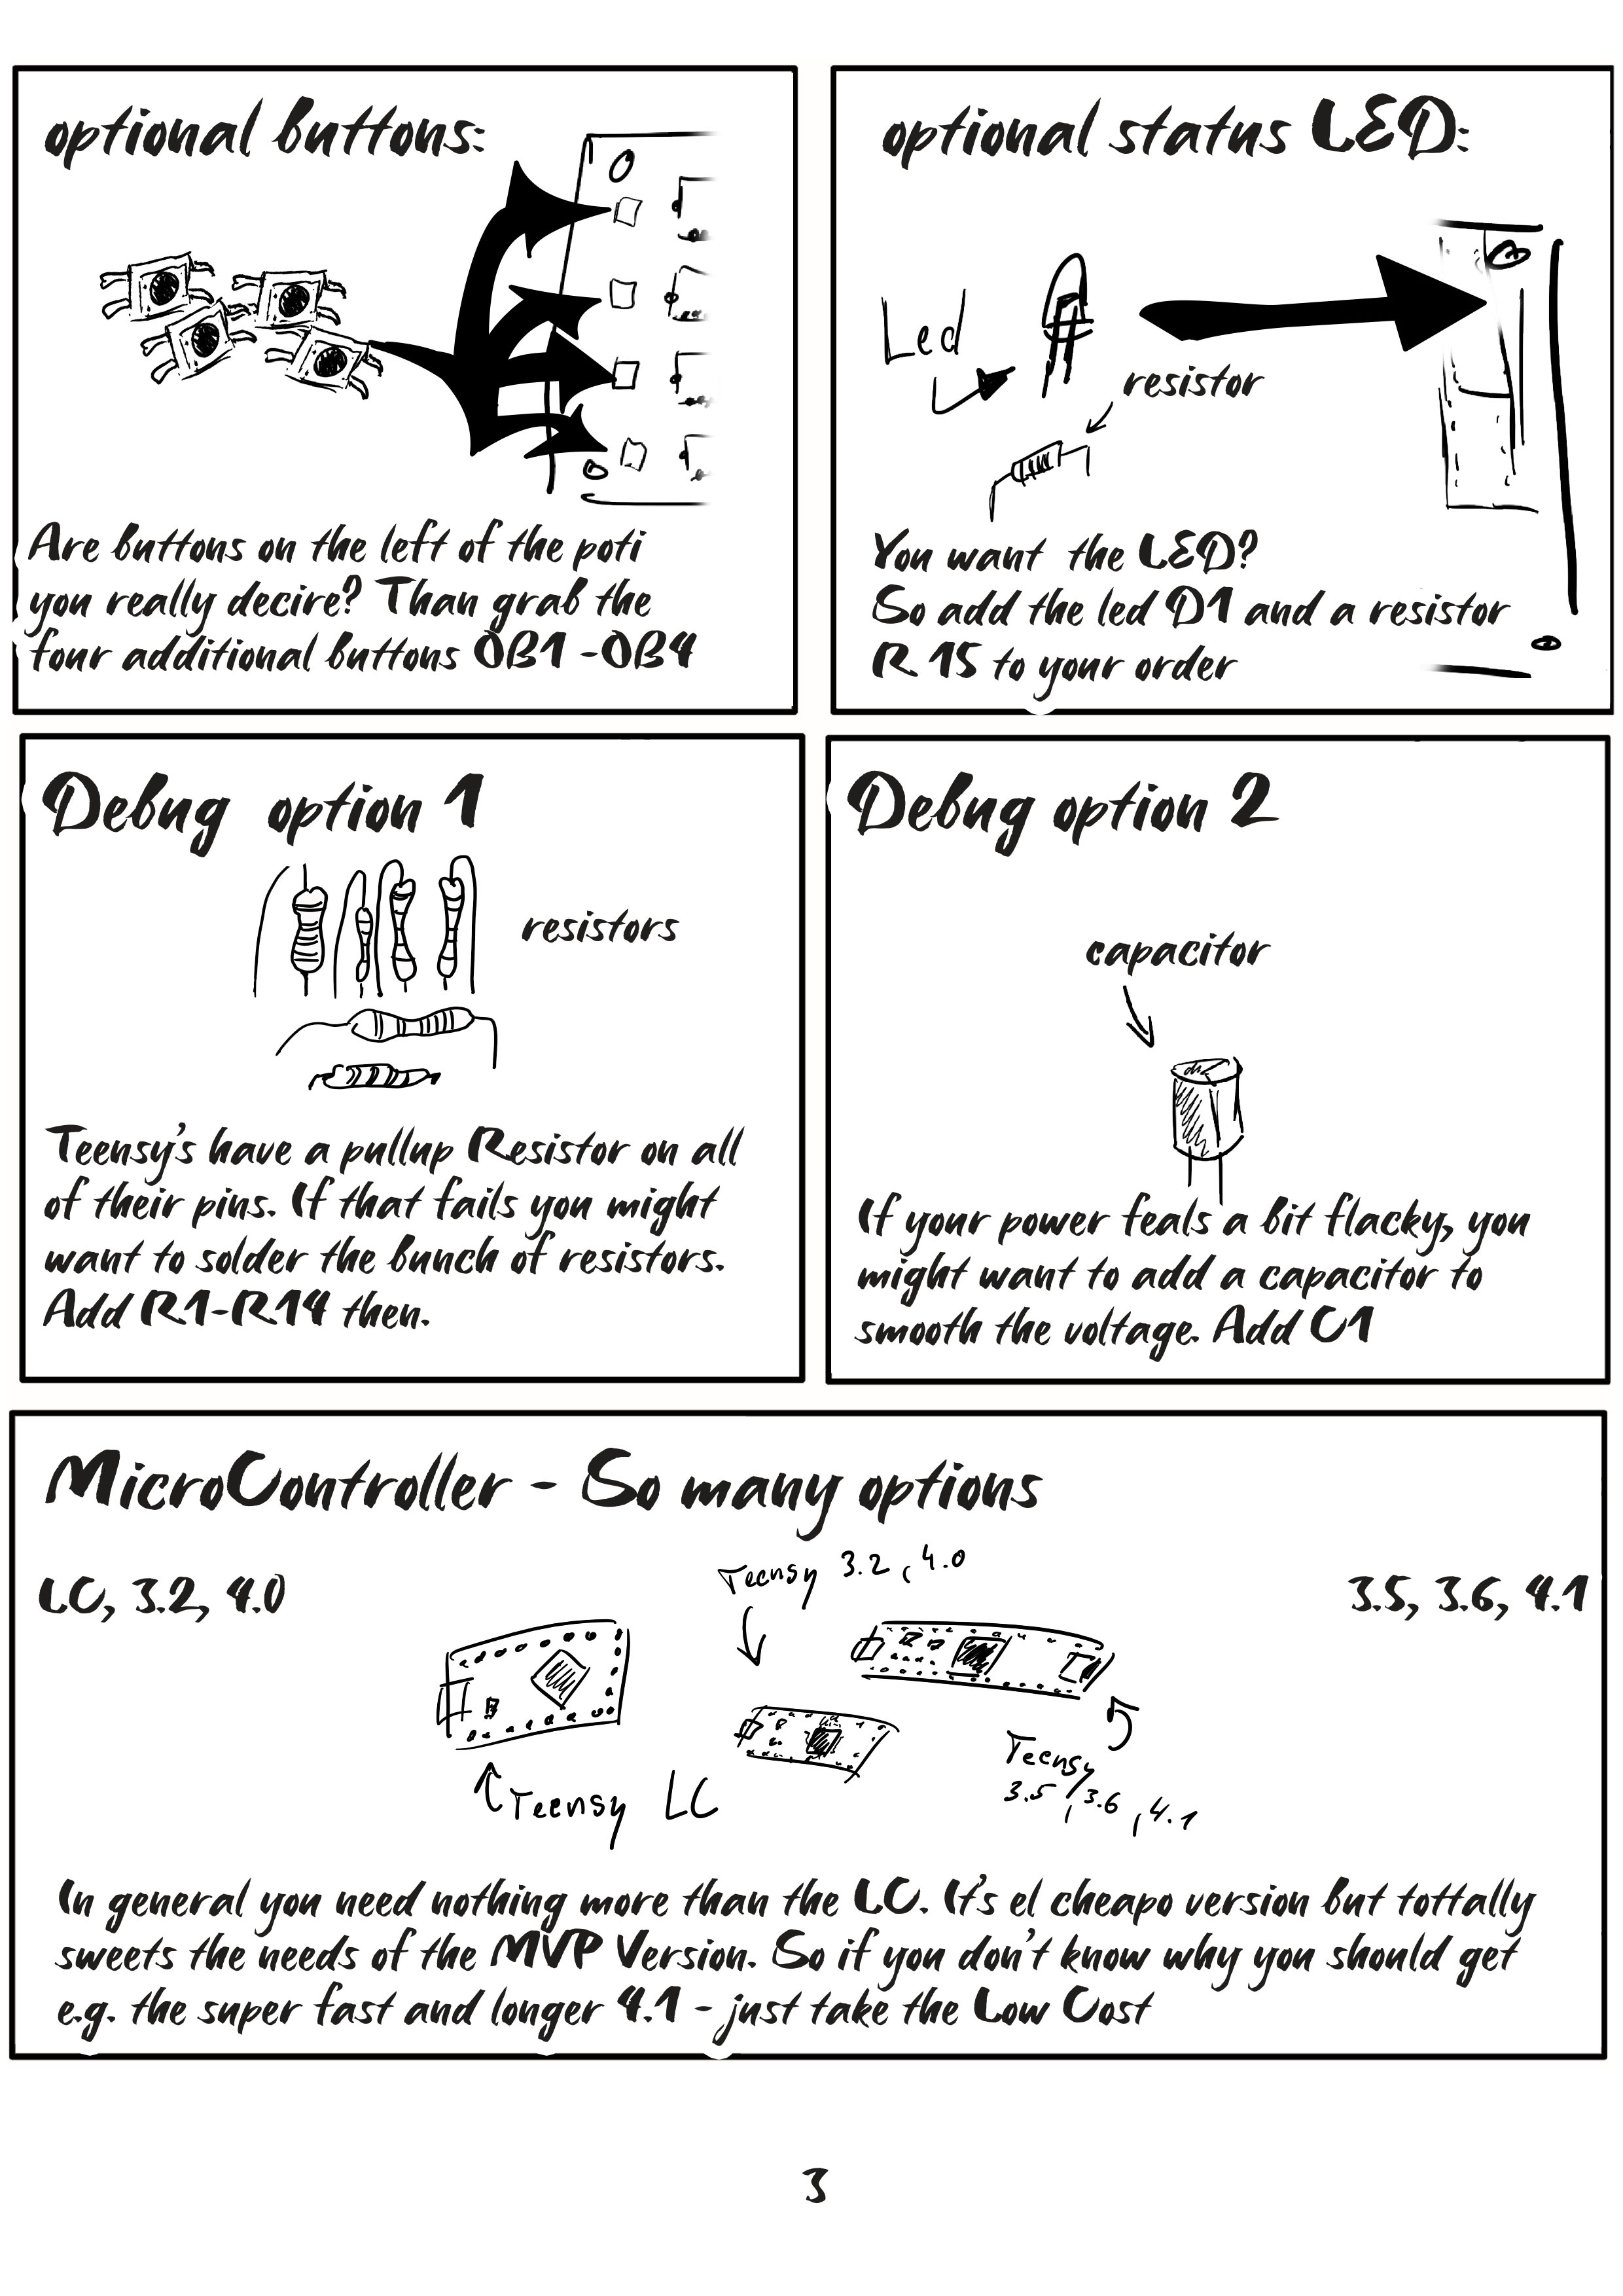 optional buttons:
Are buttons on the left of the poti
you really decire? Than grab the
four additional buttons OB1 -OB4
optional status LED:
Led
resistor
You want the LED?
So add the led D1 and a resistor
R 15 to your order
Debug option 1
resistors
Teensy's have a pullup Resistor on all
of their pins. If that fails you might
want to solder the bunch of resistors.
Add R1-R14 then.
Debug option 2
capacitor
If your power feals a bit flacky, you
might want to add a capacitor to
smooth the voltage. Add C1
MicroController - So many options
LC, 3.2, 4.0
Teensy 3.2, 4.0
3.5, 3.6, 4.1
Teensy LC
Teensy
3.5, 3.6, 4.1
In general you need nothing more than the LC. It's el cheapo version but tottally
sweets the needs of the MVP Version. So if you don't know why you should get
e.g. the super fast and longer 4.1 - just take the Low Cost
3